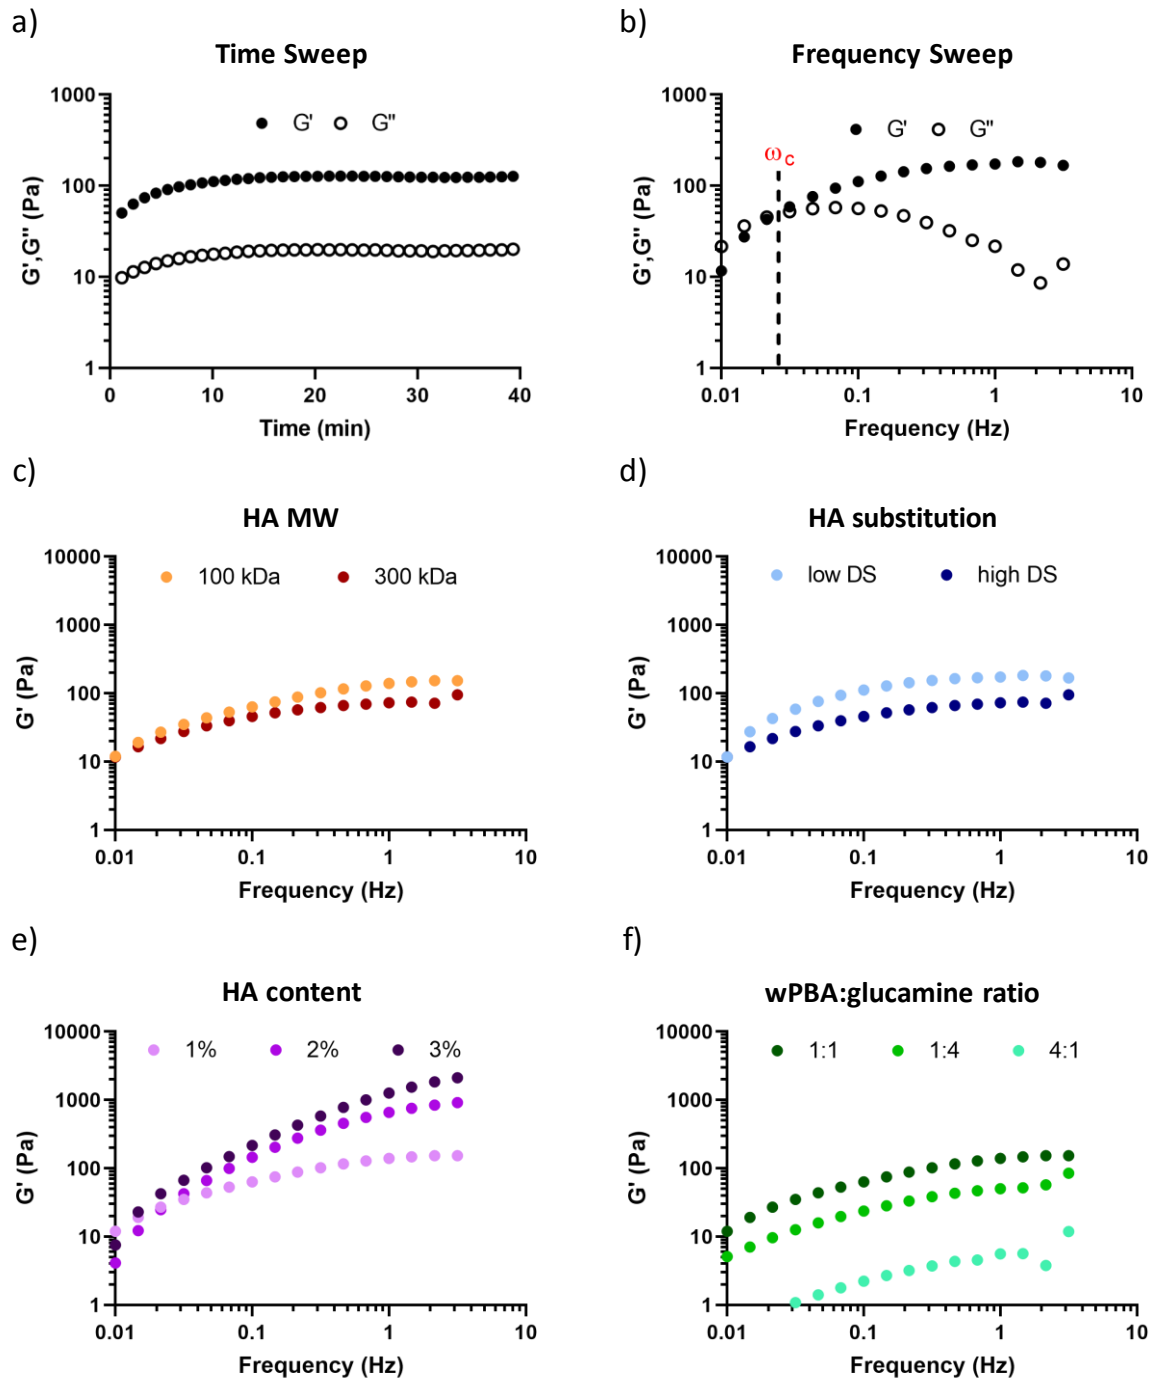 a)
Time Sweep
G' G"
G',G" (Pa)
1000
100
10
1
0 10 20 30 40
Time (min)
b)
Frequency Sweep
G' G"
ωc
G',G" (Pa)
1000
100
10
1
0.01 0.1 1 10
Frequency (Hz)
c)
HA MW
100 kDa 300 kDa
G' (Pa)
10000
1000
100
10
1
0.01 0.1 1 10
Frequency (Hz)
d)
HA substitution
low DS high DS
G' (Pa)
10000
1000
100
10
1
0.01 0.1 1 10
Frequency (Hz)
e)
HA content
1% 2% 3%
G' (Pa)
10000
1000
100
10
1
0.01 0.1 1 10
Frequency (Hz)
f)
wPBA:glucamine ratio
1:1 1:4 4:1
G' (Pa)
10000
1000
100
10
1
0.01 0.1 1 10
Frequency (Hz)